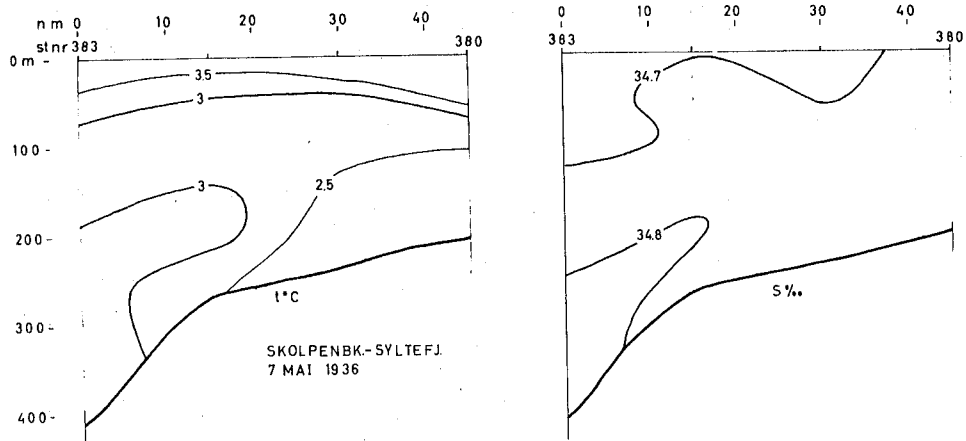 nm 0 10 20 30
st nr 383 380
0 m -
3.5
3
100 -
3
2.5
200 -
t°C
300 -
SKOLPENBK.-SYLTEFJ.
7 MAI 1936
400 -
0 10 20 30 40
383 380
34.7
34.8
S‰